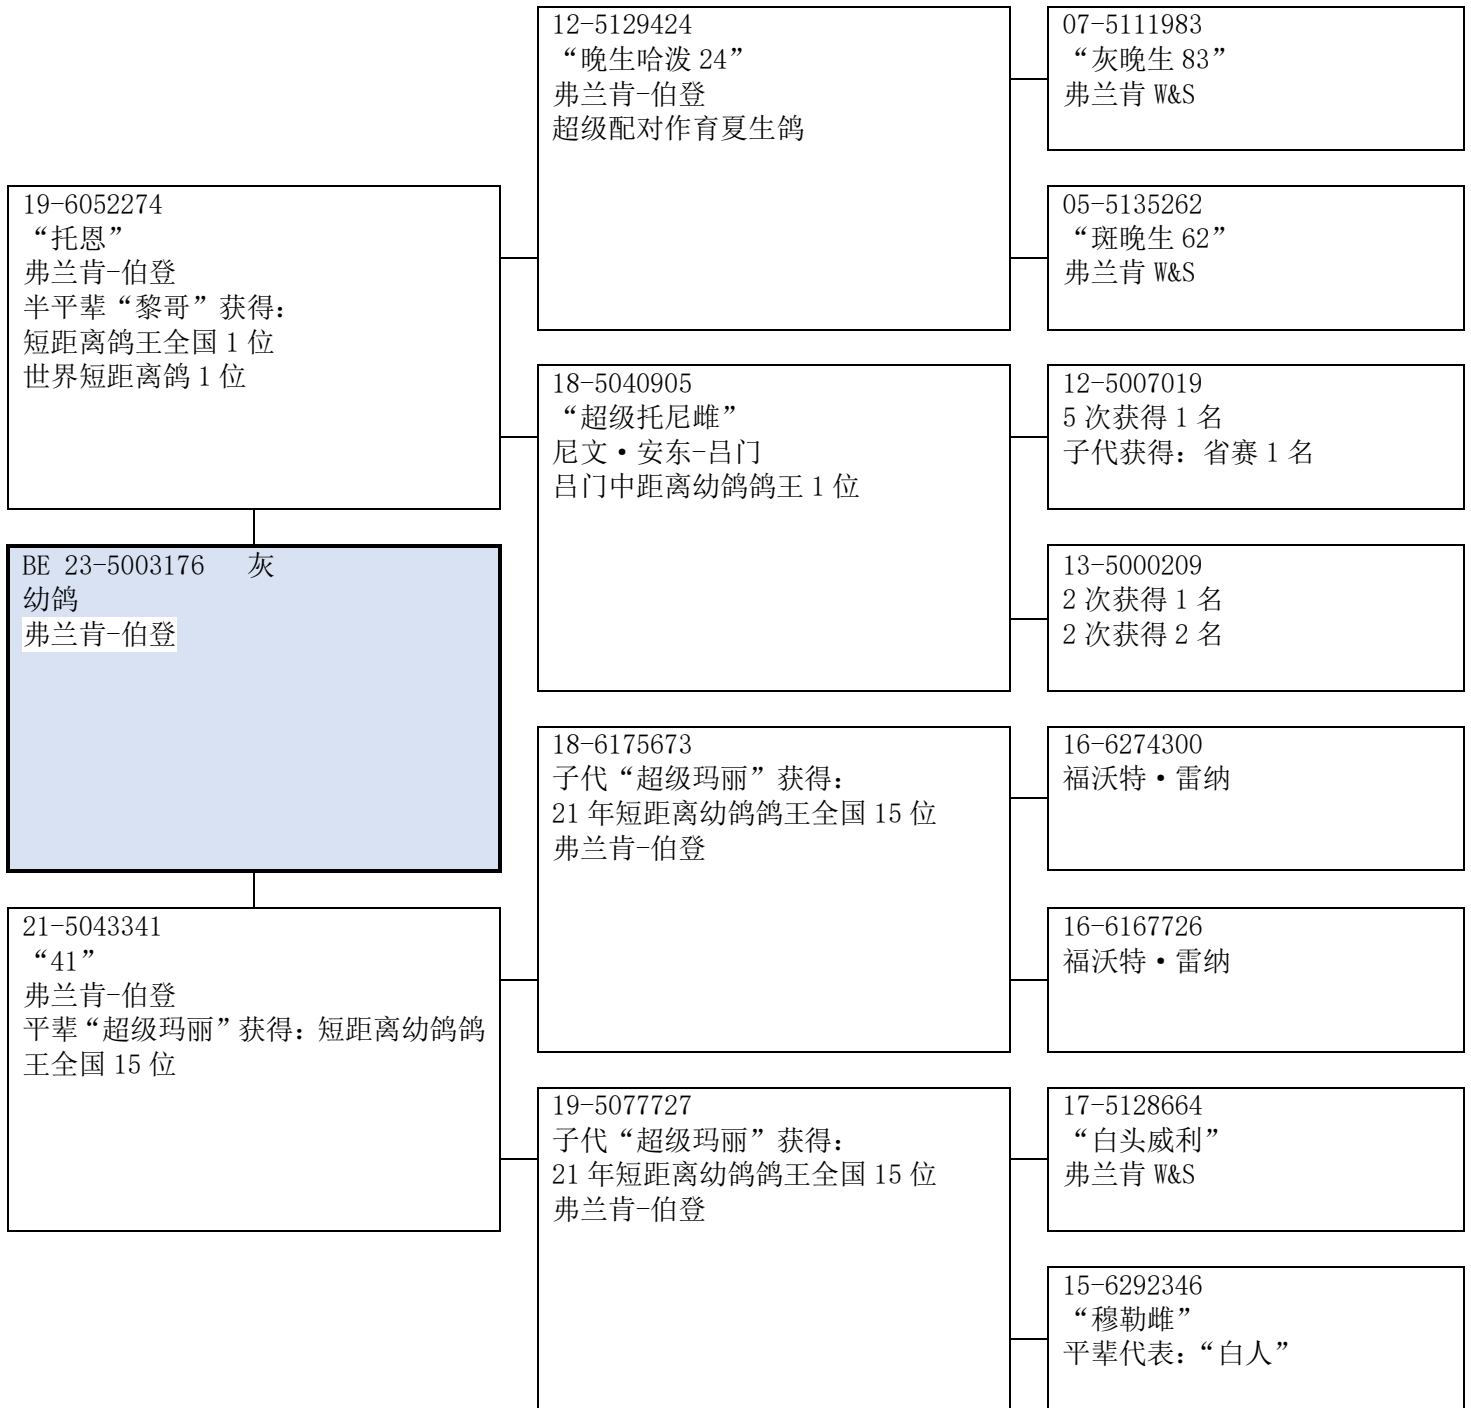 12-5129424
“晚生哈泼 24”
弗兰肯-伯登
超级配对作育夏生鸽
07-5111983
“灰晚生 83”
弗兰肯 W&S
19-6052274
“托恩”
弗兰肯-伯登
半平辈“黎哥”获得：
短距离鸽王全国 1 位
世界短距离鸽 1 位
05-5135262
“斑晚生 62”
弗兰肯 W&S
18-5040905
“超级托尼雌”
尼文·安东-吕门
吕门中距离幼鸽鸽王 1 位
12-5007019
5 次获得 1 名
子代获得：省赛 1 名
BE 23-5003176 灰
幼鸽
弗兰肯-伯登
13-5000209
2 次获得 1 名
2 次获得 2 名
18-6175673
子代“超级玛丽”获得：
21 年短距离幼鸽鸽王全国 15 位
弗兰肯-伯登
16-6274300
福沃特·雷纳
21-5043341
“41”
弗兰肯-伯登
平辈“超级玛丽”获得：短距离幼鸽鸽
王全国 15 位
16-6167726
福沃特·雷纳
19-5077727
子代“超级玛丽”获得：
21 年短距离幼鸽鸽王全国 15 位
弗兰肯-伯登
17-5128664
“白头威利”
弗兰肯 W&S
15-6292346
“穆勒雌”
平辈代表：“白人”